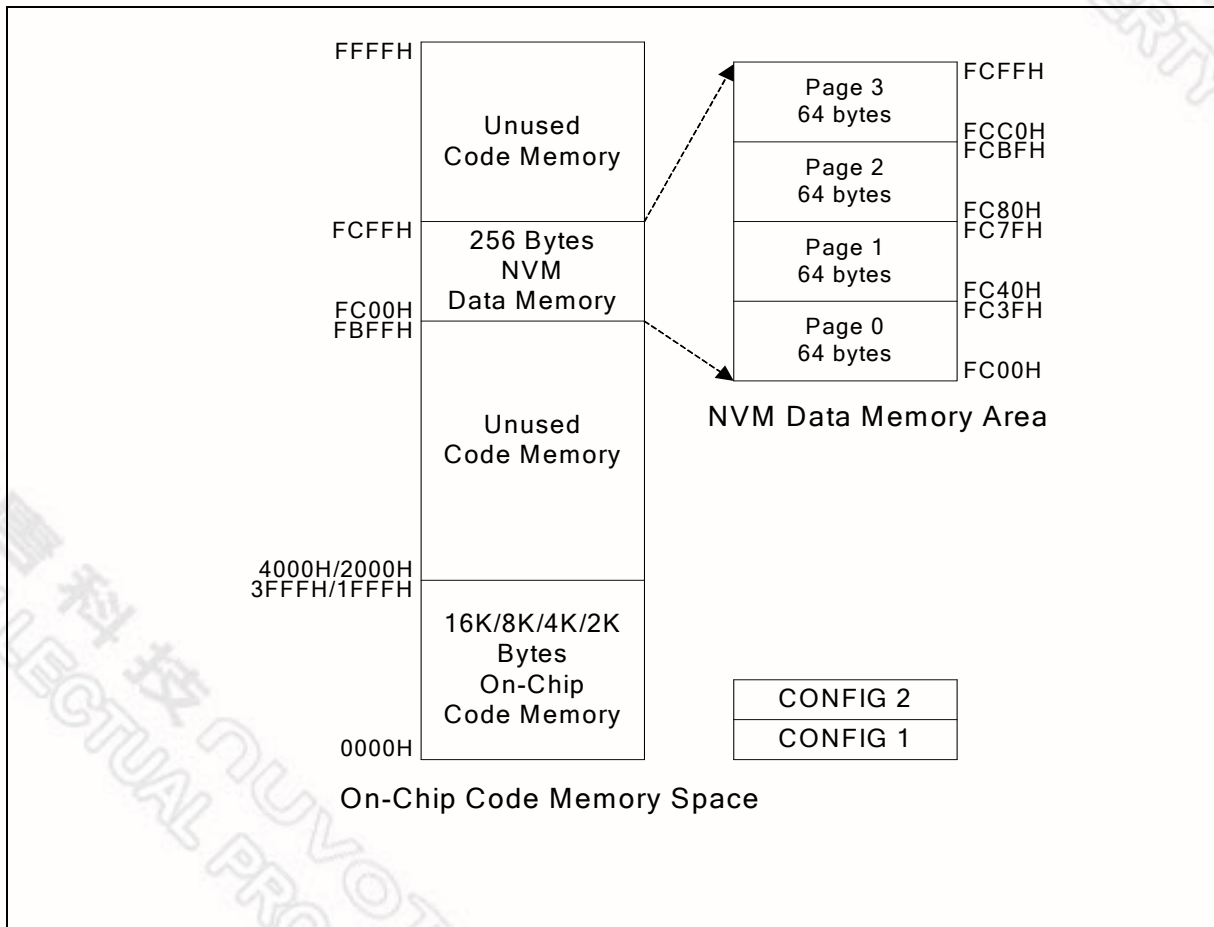 FFFFH
Unused
Code Memory
FCFFH
256 Bytes
NVM
Data Memory
FC00H
FBFFH
Unused
Code Memory
4000H/2000H
3FFFH/1FFFH
16K/8K/4K/2K
Bytes
On-Chip
Code Memory
0000H
On-Chip Code Memory Space
FCFFH
Page 3
64 bytes
FCC0H
FCBFH
Page 2
64 bytes
FC80H
FC7FH
Page 1
64 bytes
FC40H
FC3FH
Page 0
64 bytes
FC00H
NVM Data Memory Area
CONFIG 2
CONFIG 1
科技